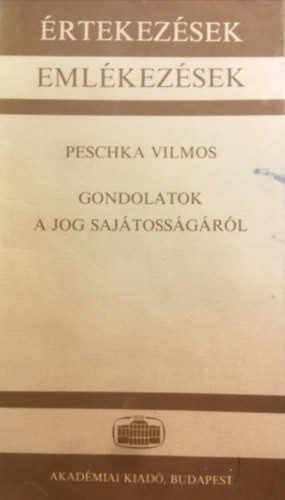 ÉRTEKEZÉSEK
EMLÉKEZÉSEK
PESCHKA VILMOS
GONDOLATOK
A JOG SAJÁTOSSÁGÁRÓL
AKADÉMIAI KIADÓ, BUDAPEST